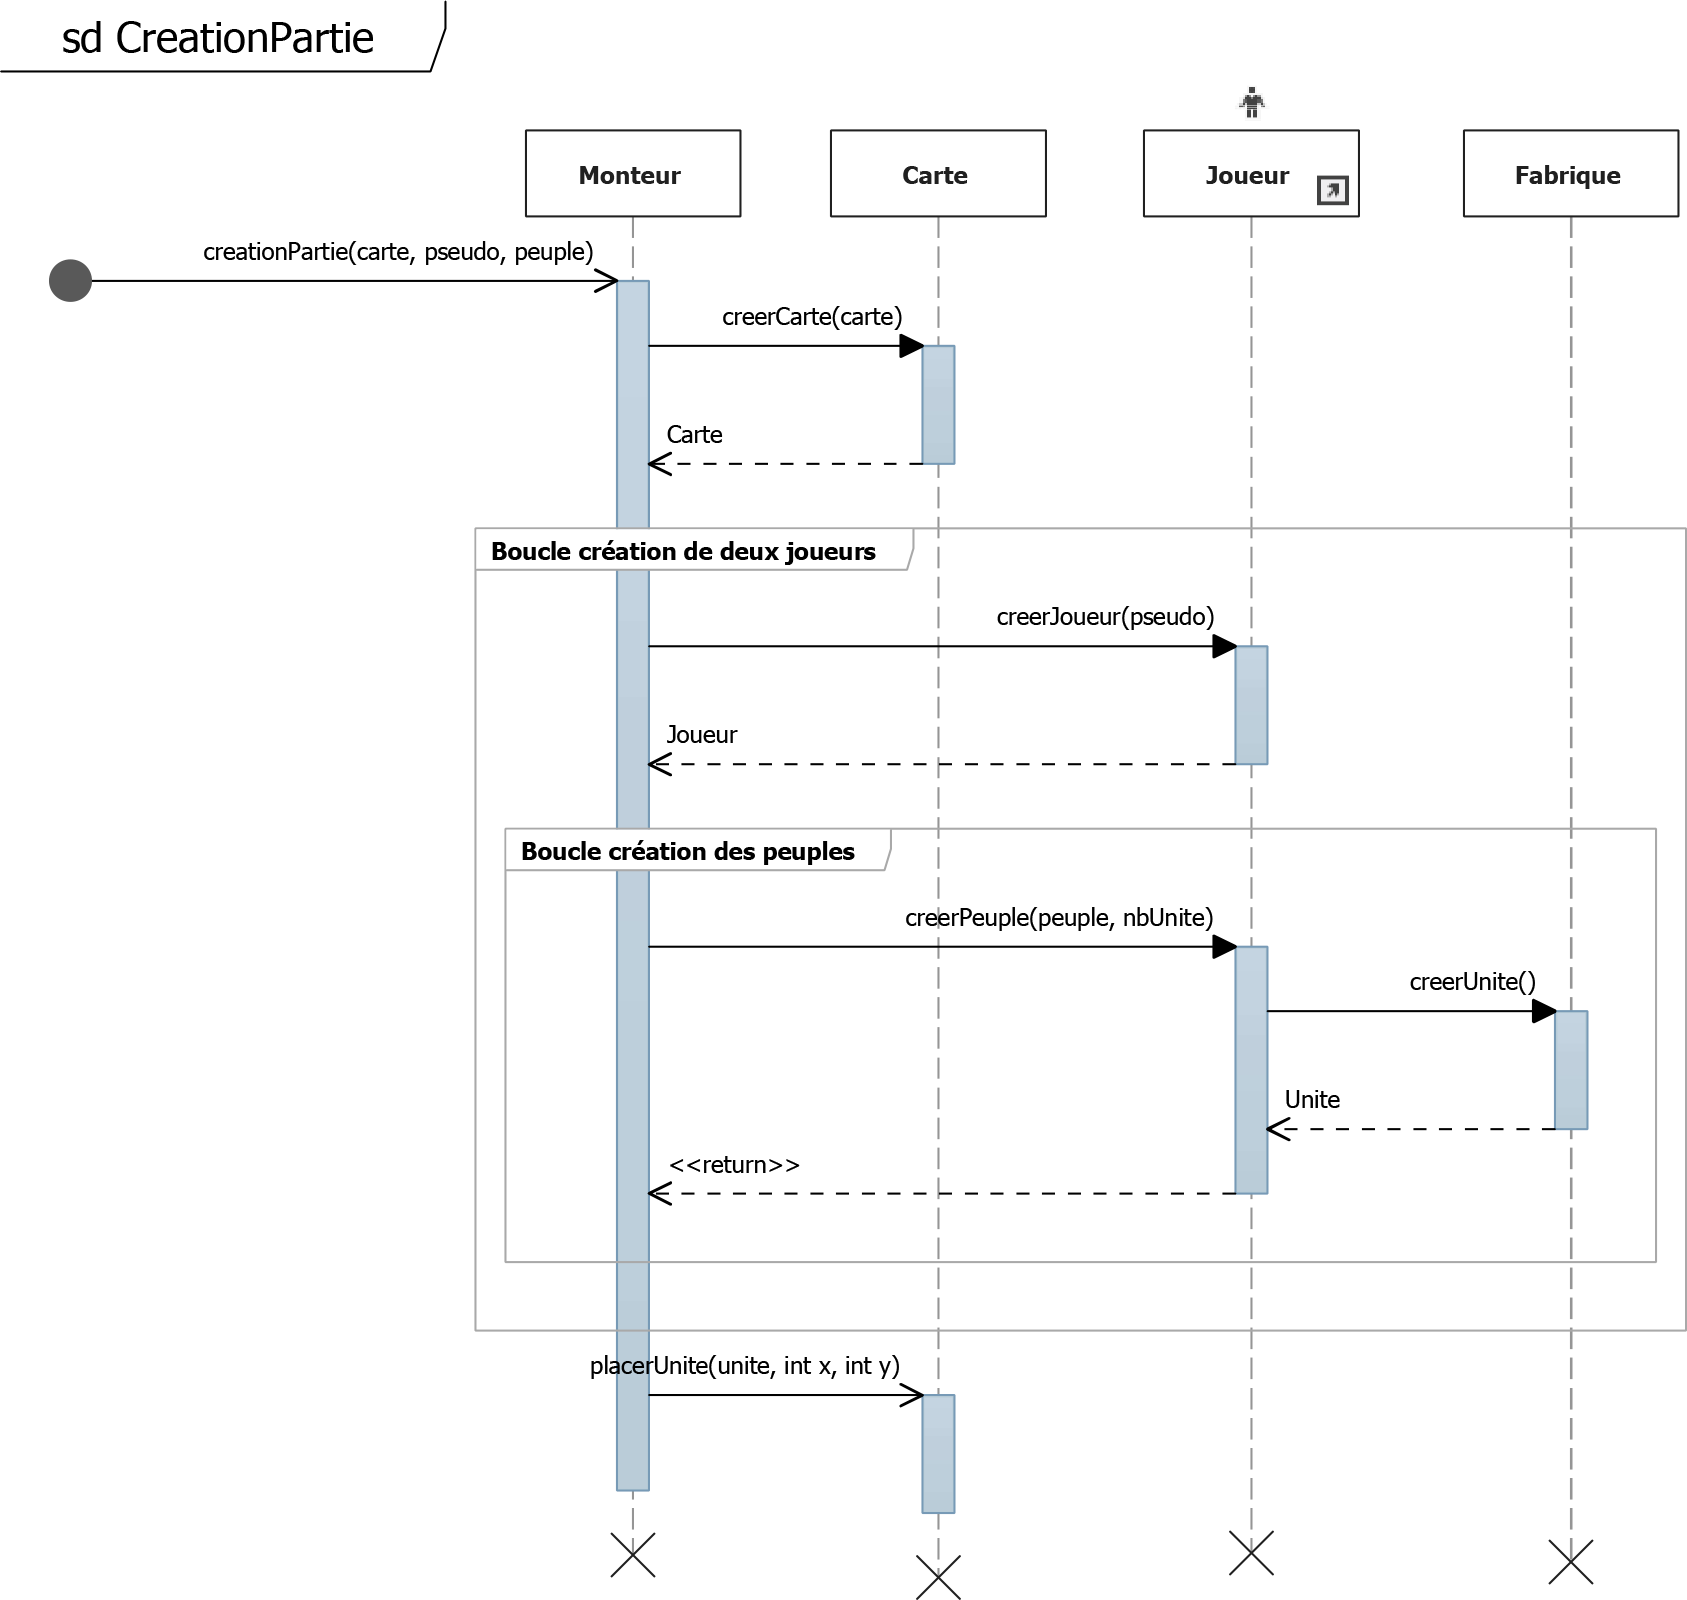 sd CreationPartie
Monteur
Carte
Joueur
Fabrique
creationPartie(carte, pseudo, peuple)
creerCarte(carte)
Carte
Boucle création de deux joueurs
creerJoueur(pseudo)
Joueur
Boucle création des peuples
creerPeuple(peuple, nbUnite)
creerUnite()
Unite
<<return>>
placerUnite(unite, int x, int y)